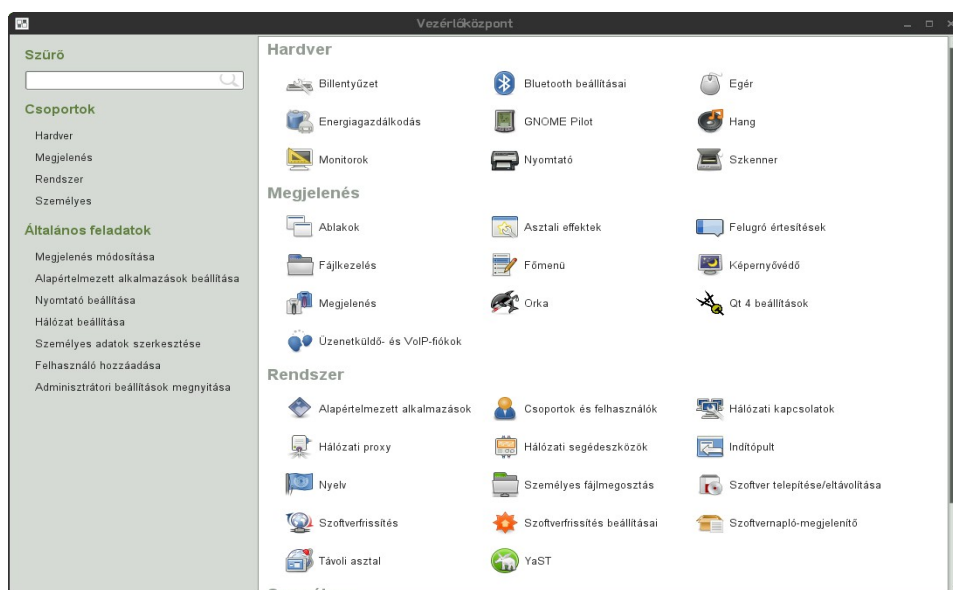 Vezérlőközpont
Szűrő
Csoportok
Hardver
Megjelenés
Rendszer
Személyes
Általános feladatok
Megjelenés módosítása
Alapértelmezett alkalmazások beállítása
Nyomtató beállítása
Hálózat beállítása
Személyes adatok szerkesztése
Felhasználó hozzáadása
Adminisztrátori beállítások megnyitása
Hardver
Billentyűzet
Bluetooth beállításai
Egér
Energiagazdálkodás
GNOME Pilot
Hang
Monitorok
Nyomtató
Szkenner
Megjelenés
Ablakok
Asztali effektek
Felugró értesítések
Fájlkezelés
Főmenü
Képernyővédő
Megjelenés
Orka
Qt 4 beállítások
Üzenetküldő- és VoIP-fiókok
Rendszer
Alapértelmezett alkalmazások
Csoportok és felhasználók
Hálózati kapcsolatok
Hálózati proxy
Hálózati segédeszközök
Indítópult
Nyelv
Személyes fájlmegosztás
Szoftver telepítése/eltávolítása
Szoftverfrissítés
Szoftverfrissítés beállításai
Szoftvernapló-megjelenítő
Távoli asztal
YaST